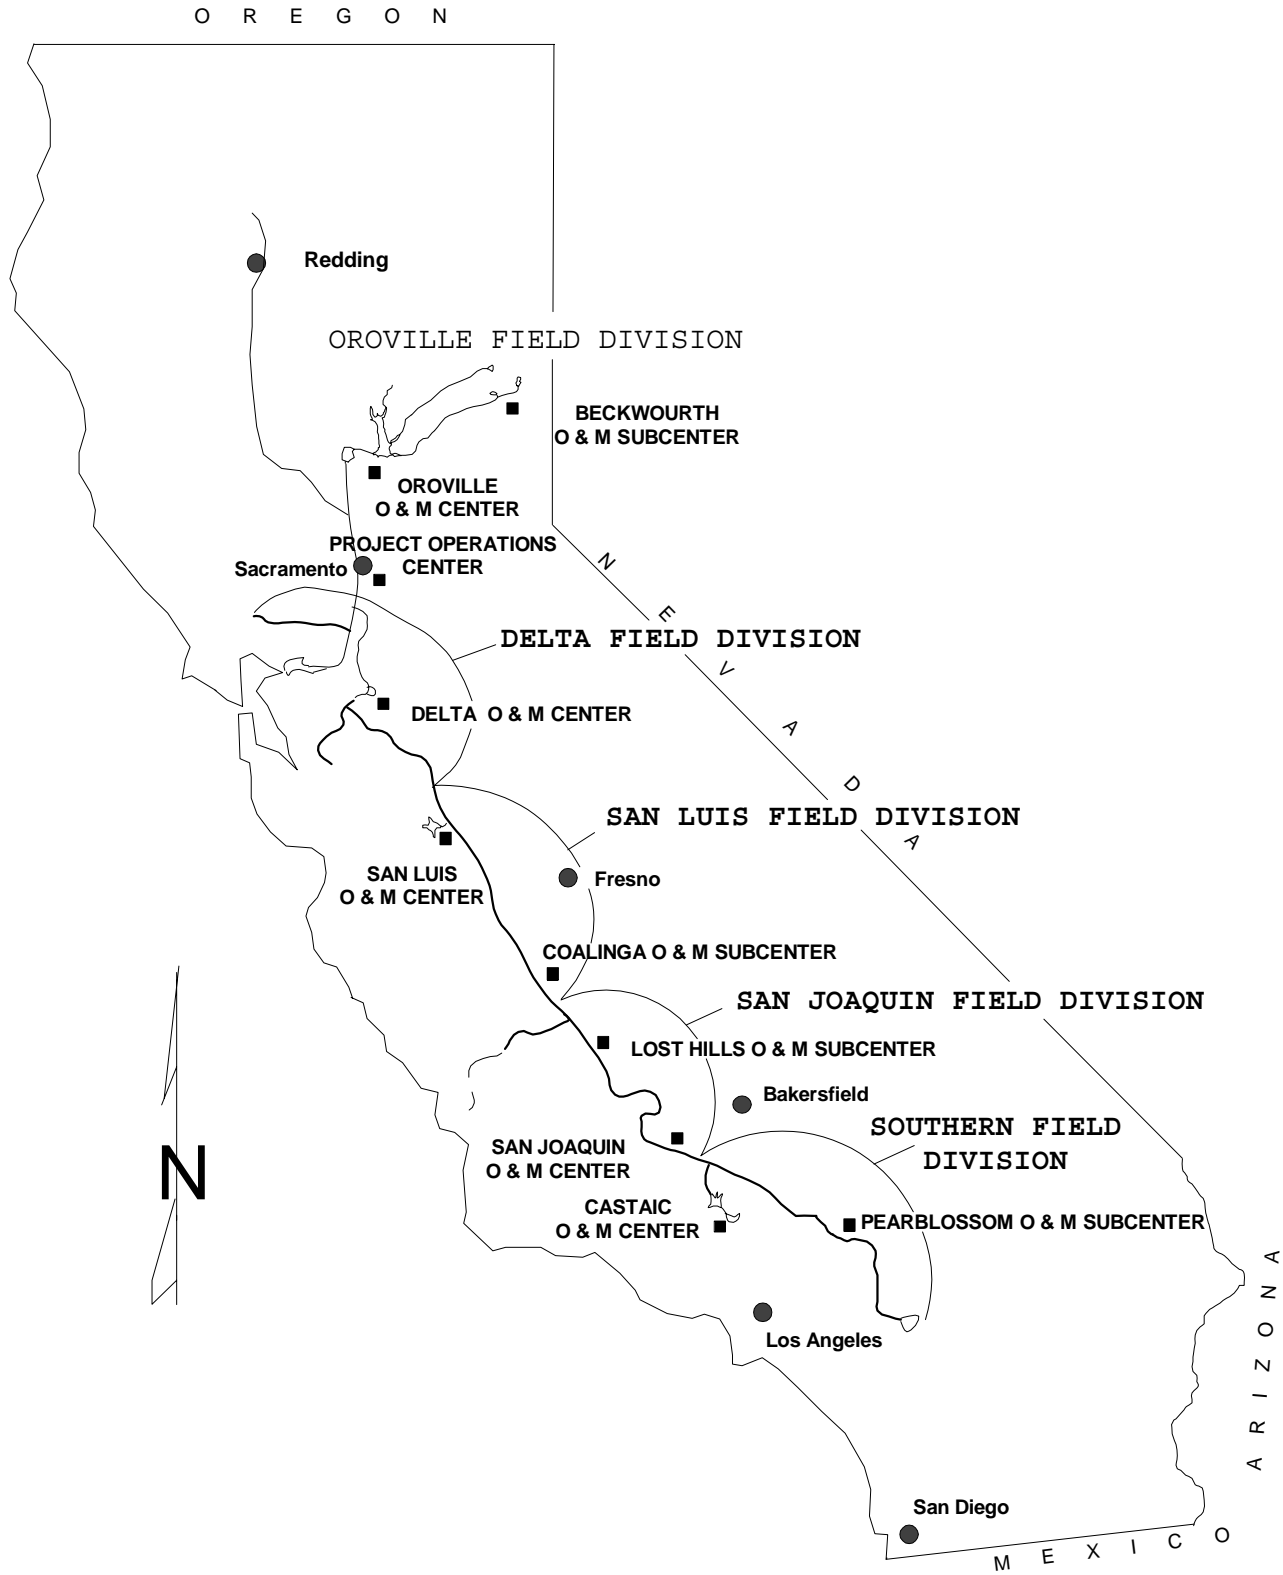 O R E G O N
Redding
OROVILLE FIELD DIVISION
BECKWOURTH
O & M SUBCENTER
OROVILLE
O & M CENTER
PROJECT OPERATIONS
CENTER
Sacramento
N E V A D A
DELTA FIELD DIVISION
DELTA O & M CENTER
SAN LUIS FIELD DIVISION
SAN LUIS
O & M CENTER
Fresno
COALINGA O & M SUBCENTER
SAN JOAQUIN FIELD DIVISION
LOST HILLS O & M SUBCENTER
Bakersfield
SOUTHERN FIELD
DIVISION
SAN JOAQUIN
O & M CENTER
N
CASTAIC
O & M CENTER
PEARBLOSSOM O & M SUBCENTER
A R I Z O N A
Los Angeles
San Diego
M E X I C O